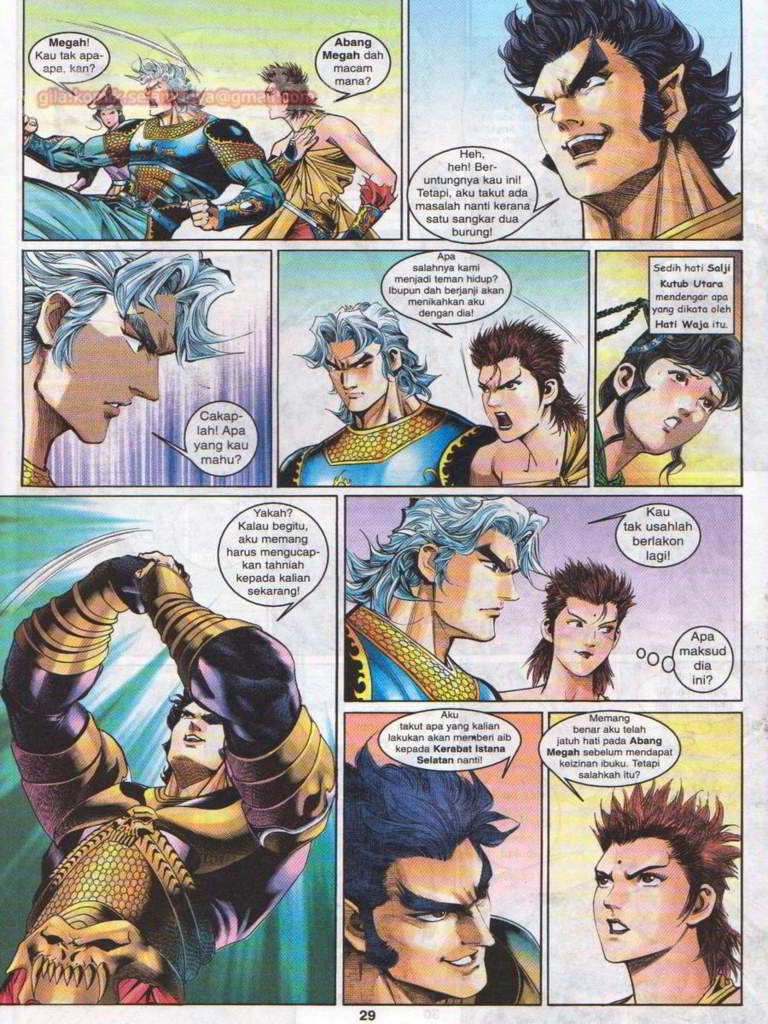 Megah!
Kau tak apa-
apa, kan?
Abang
Megah dah
macam
mana?
Heh,
heh! Ber-
untungnya kau ini!
Tetapi, aku takut ada
masalah nanti kerana
satu sangkar dua
burung!
Cakap-
lah! Apa
yang kau
mahu?
Apa
salahnya kami
menjadi teman hidup?
Ibupun dah berjanji akan
menikahkan aku
dengan dia!
Sedih hati Salji
Kutub Utara
mendengar apa
yang dikata oleh
Hati Waja itu.
Yakah?
Kalau begitu,
aku memang
harus mengucap-
kan tahniah
kepada kalian
sekarang!
Kau
tak usahlah
berlakon
lagi!
Apa
maksud
dia
ini?
Aku
takut apa yang kalian
lakukan akan memberi aib
kepada Kerabat Istana
Selatan nanti!
Memang
benar aku telah
jatuh hati pada Abang
Megah sebelum mendapat
keizinan ibuku. Tetapi
salahkah itu?
29